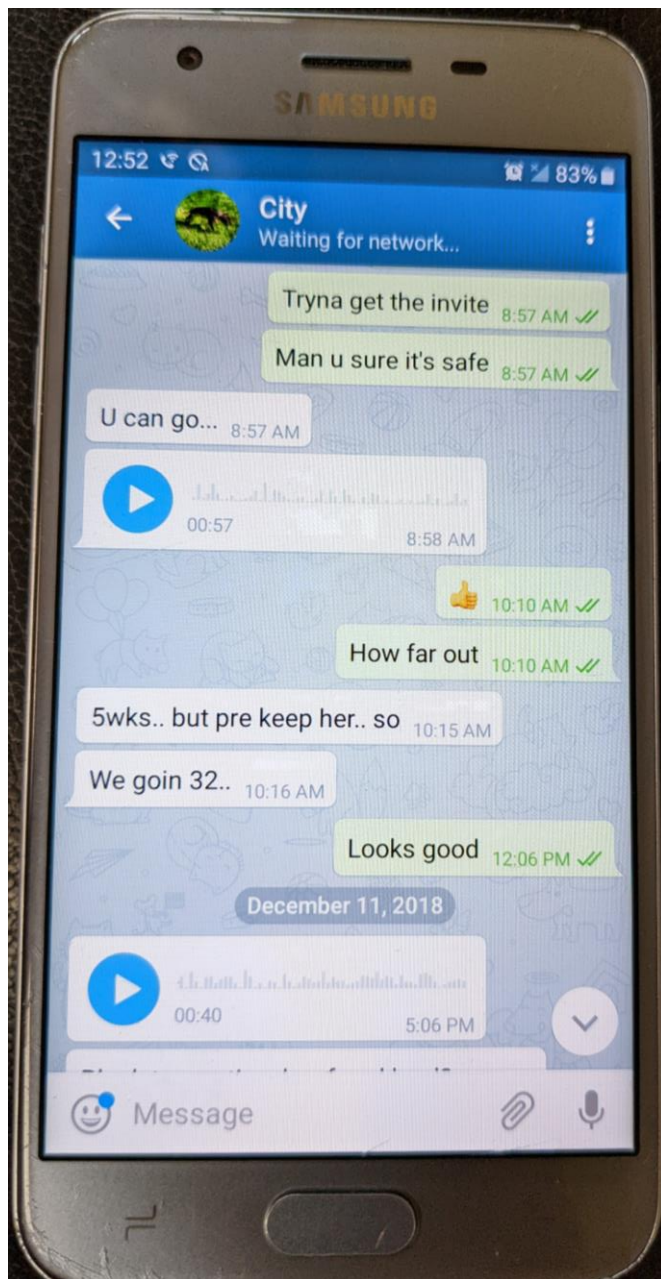 SAMSUNG
12:52 83%
City
Waiting for network...
Tryna get the invite 8:57 AM
Man u sure it's safe 8:57 AM
U can go... 8:57 AM
00:57 8:58 AM
👍 10:10 AM
How far out 10:10 AM
5wks.. but pre keep her.. so 10:15 AM
We goin 32.. 10:16 AM
Looks good 12:06 PM
December 11, 2018
00:40 5:06 PM
Message